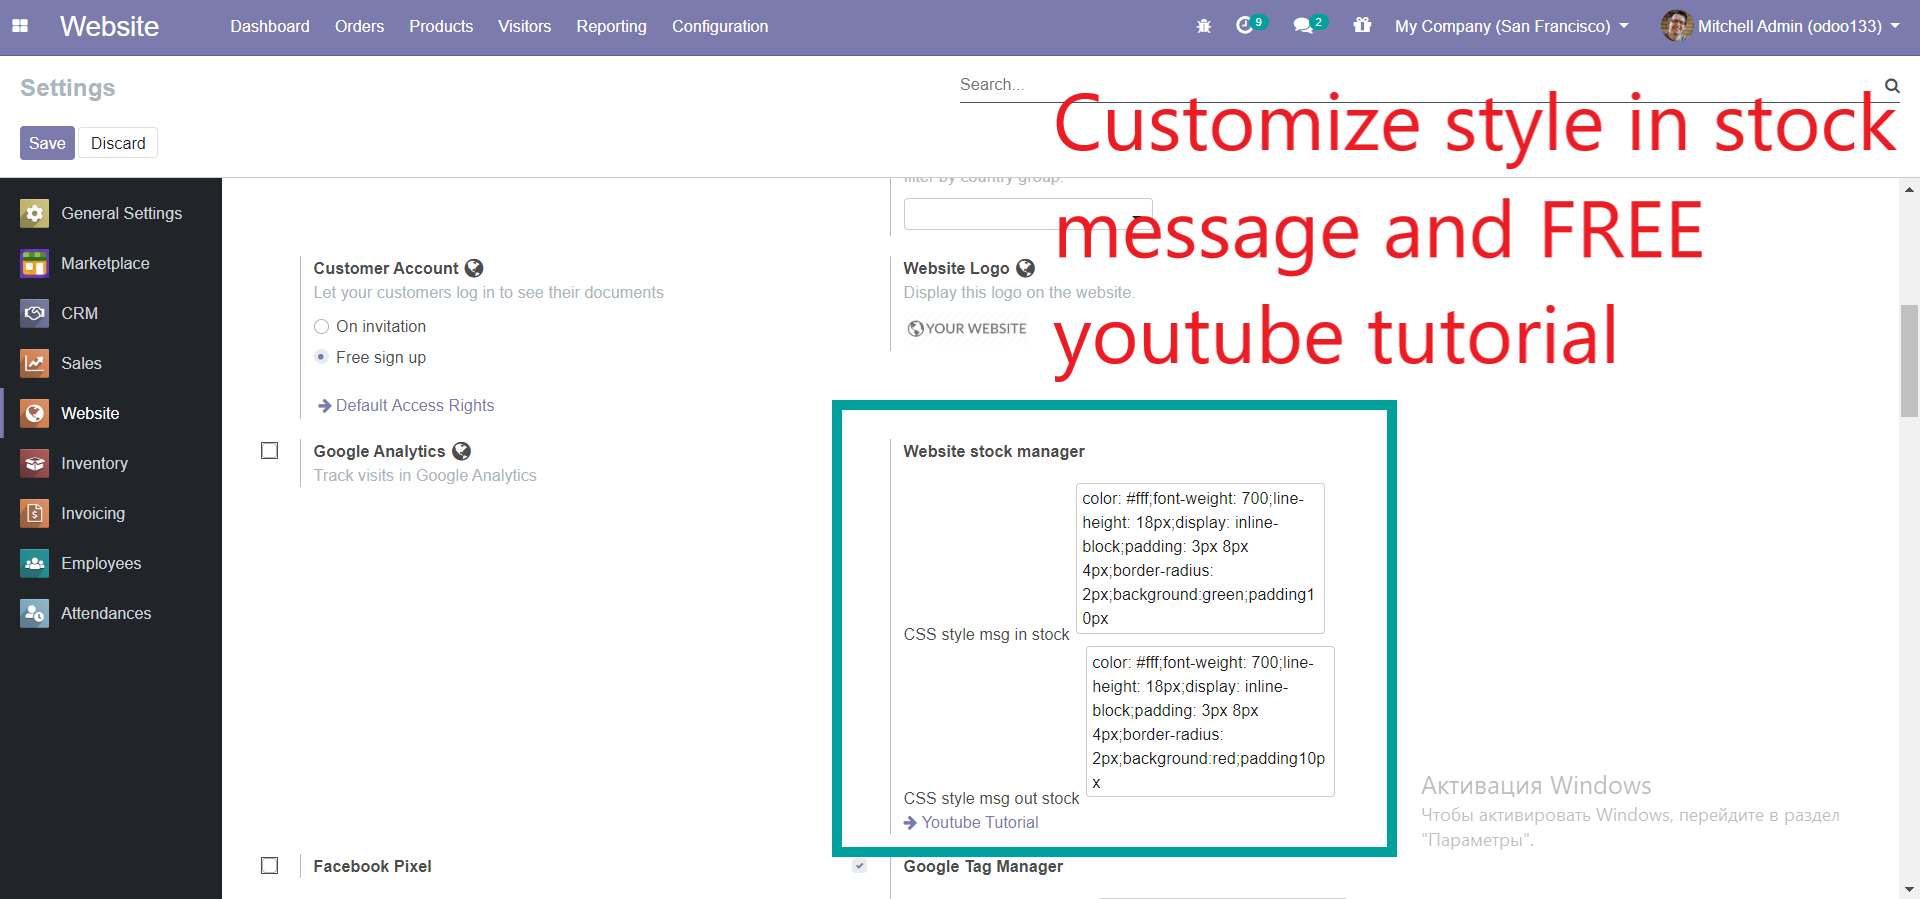 Website
Dashboard Orders Products Visitors Reporting Configuration
9 2 My Company (San Francisco) Mitchell Admin (odoo133)
Settings
Search...
Save Discard
Customize style in stock
message and FREE
youtube tutorial
General Settings
Marketplace
CRM
Sales
Website
Inventory
Invoicing
Employees
Attendances
filter by country group.
Customer Account
Let your customers log in to see their documents
On invitation
Free sign up
Default Access Rights
Website Logo
Display this logo on the website.
YOUR WEBSITE
Google Analytics
Track visits in Google Analytics
Website stock manager
color: #fff;font-weight: 700;line-
height: 18px;display: inline-
block;padding: 3px 8px
4px;border-radius:
2px;background:green;padding1
0px
CSS style msg in stock
color: #fff;font-weight: 700;line-
height: 18px;display: inline-
block;padding: 3px 8px
4px;border-radius:
2px;background:red;padding10p
x
CSS style msg out stock
Youtube Tutorial
Facebook Pixel
Google Tag Manager
Активация Windows
Чтобы активировать Windows, перейдите в раздел
"Параметры".